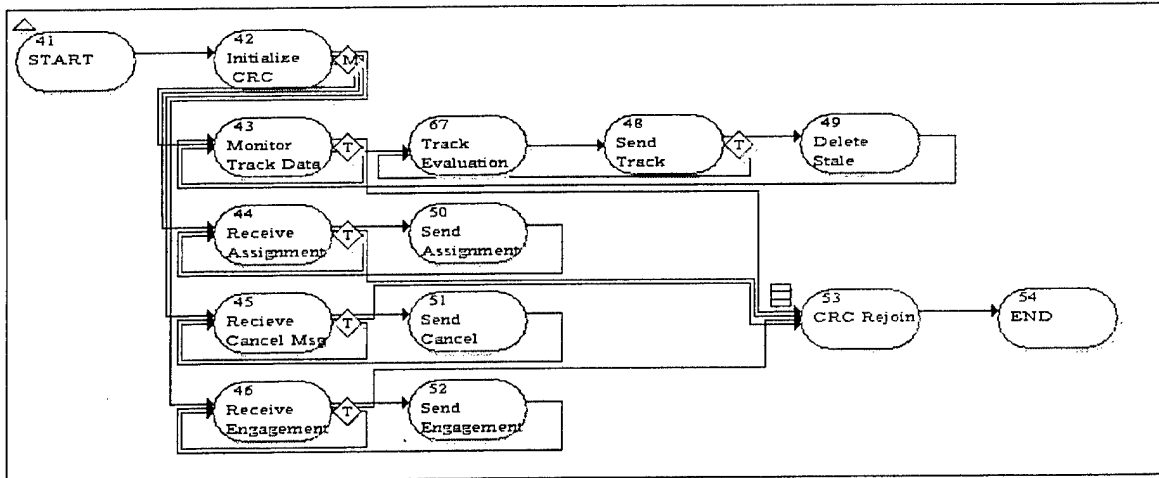 41
START
42
Initialize
CRC
M
43
Monitor
Track Data
T
67
Track
Evaluation
48
Send
Track
T
49
Delete
Stale
44
Receive
Assignment
T
50
Send
Assignment
45
Recieve
Cancel Msg
T
51
Send
Cancel
53
CRC Rejoin
54
END
46
Receive
Engagement
T
52
Send
Engagement